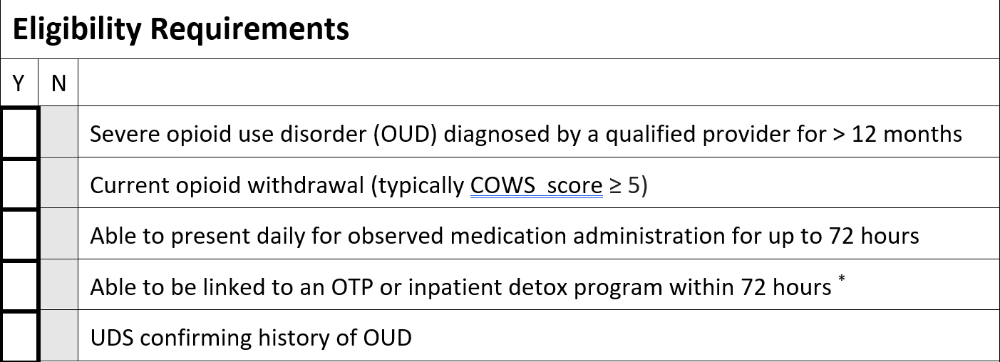 Eligibility Requirements
Y N
Severe opioid use disorder (OUD) diagnosed by a qualified provider for > 12 months
Current opioid withdrawal (typically COWS  score ≥ 5)
Able to present daily for observed medication administration for up to 72 hours
Able to be linked to an OTP or inpatient detox program within 72 hours *
UDS confirming history of OUD